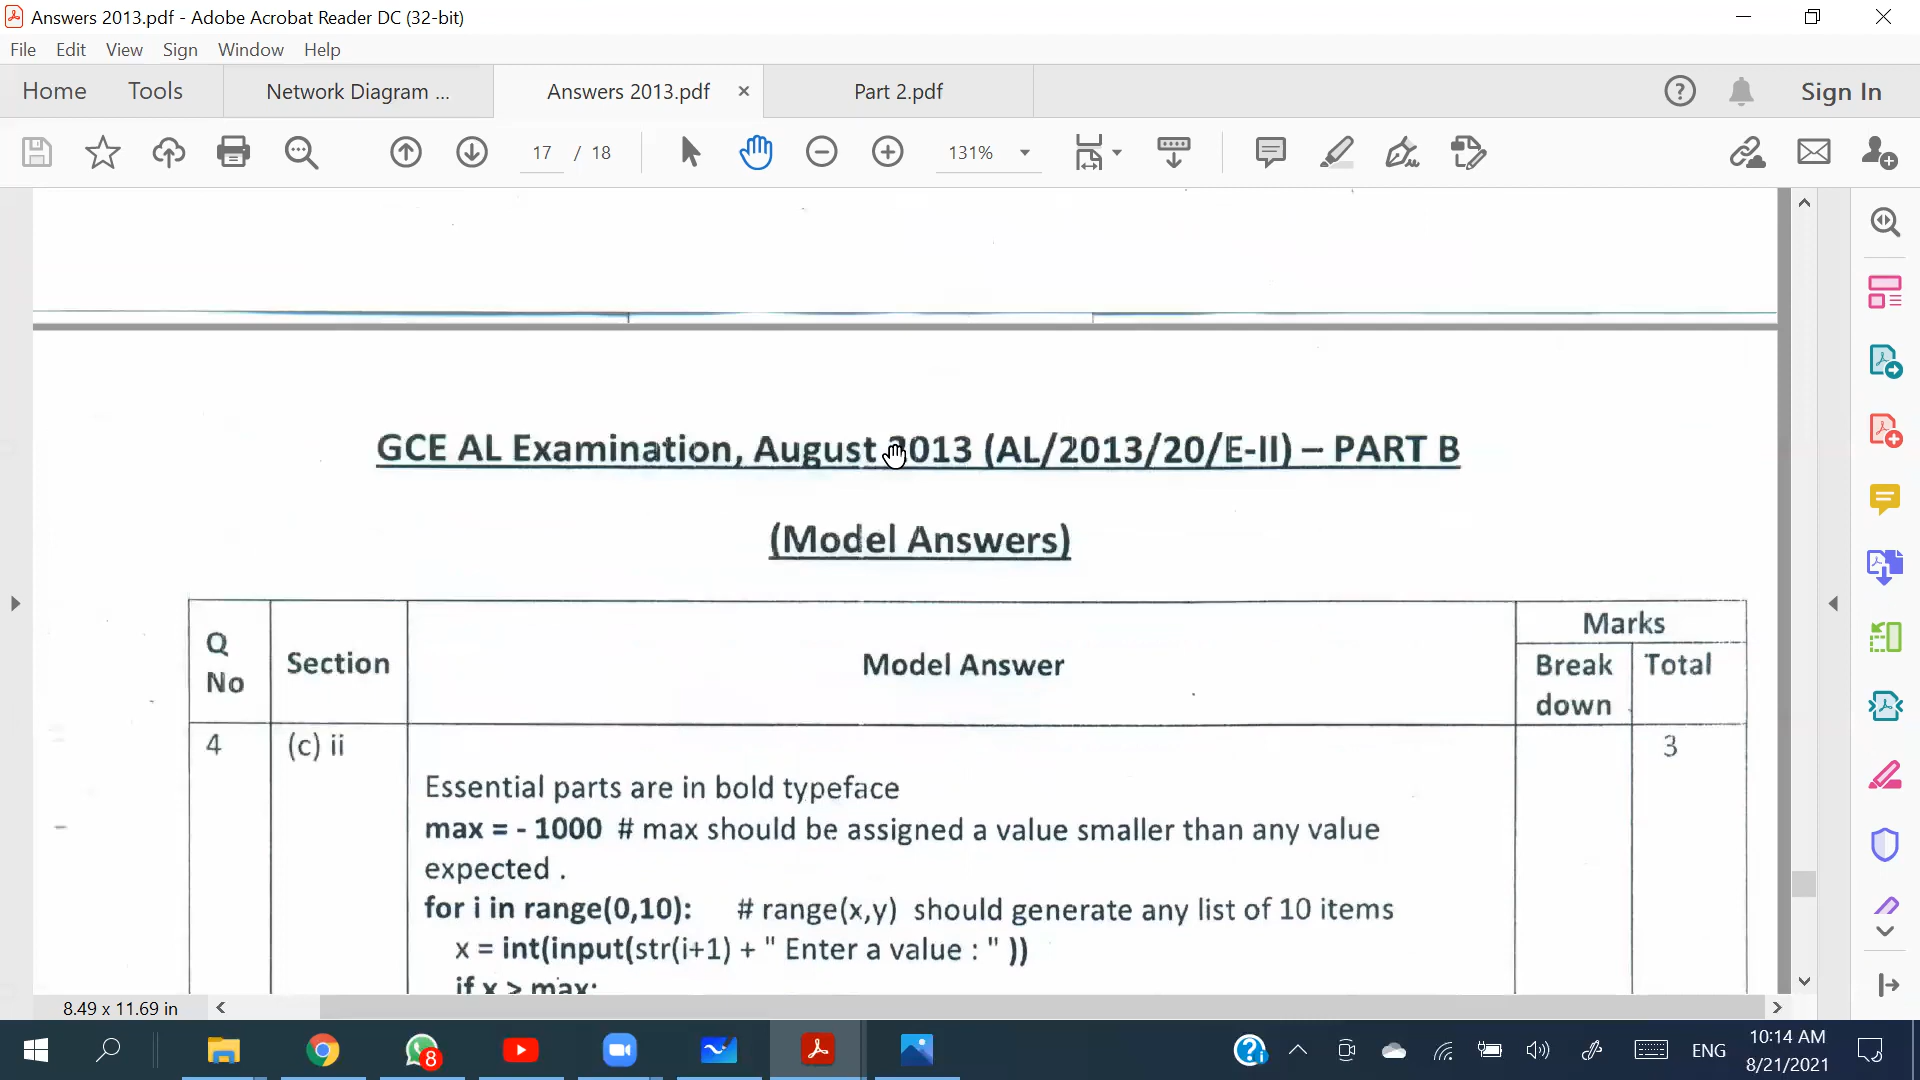 Answers 2013.pdf - Adobe Acrobat Reader DC (32-bit)
File Edit View Sign Window Help
Home Tools Network Diagram ... Answers 2013.pdf × Part 2.pdf Sign In
17 / 18 131%
GCE AL Examination, August 2013 (AL/2013/20/E-II) – PART B
(Model Answers)
Q No Section Model Answer Marks
Break down Total
4 (c) ii 3
Essential parts are in bold typeface
max = - 1000 # max should be assigned a value smaller than any value
expected .
for i in range(0,10): # range(x,y) should generate any list of 10 items
x = int(input(str(i+1) + " Enter a value : " ))
if x > max:
8.49 x 11.69 in
8
ENG
10:14 AM
8/21/2021